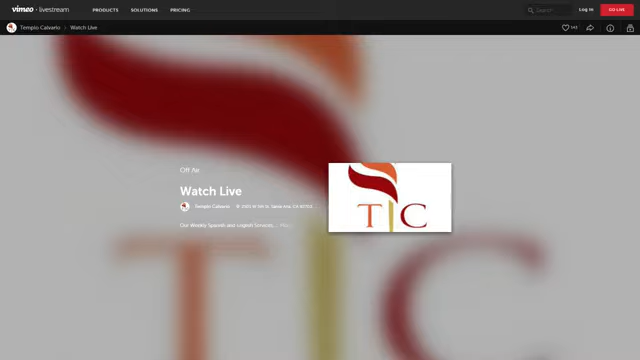 vimeo livestream PRODUCTS SOLUTIONS PRICING Search Log In GO LIVE
Templo Calvario Watch Live
Off Air
Watch Live
Templo Calvario
Our Weekly Spanish and English Services...
T C
T C